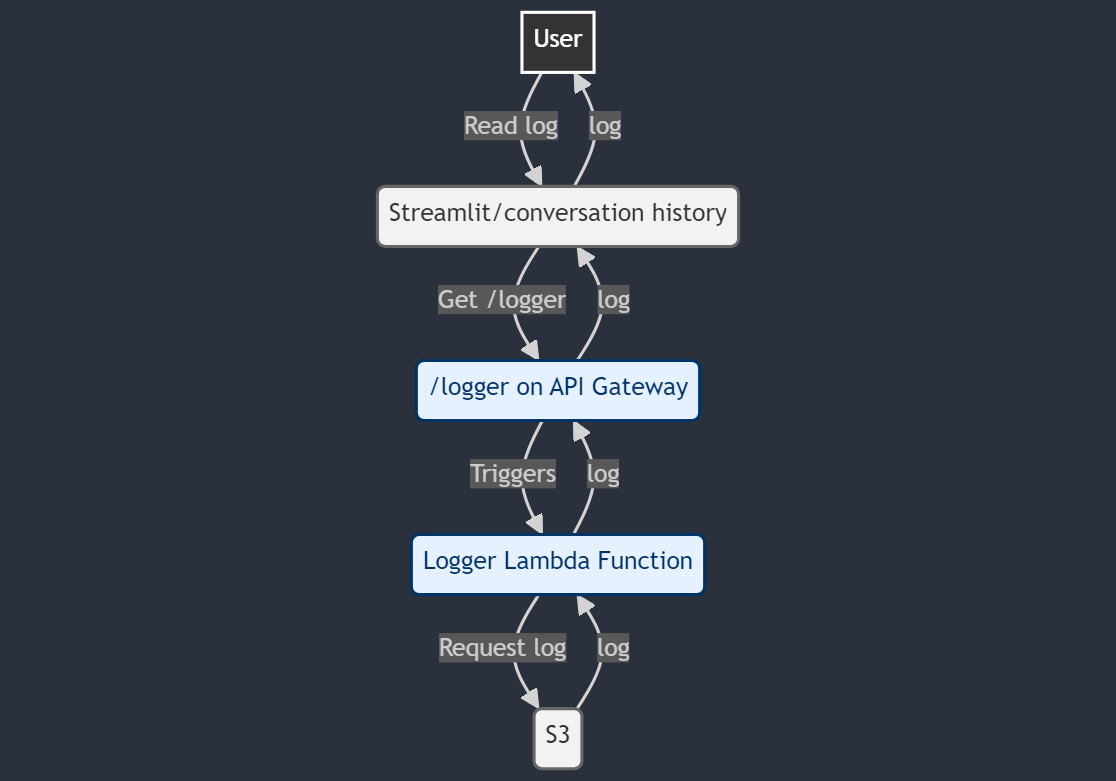 User
Read log
log
Streamlit/conversation history
Get /logger
log
/logger on API Gateway
Triggers
log
Logger Lambda Function
Request log
log
S3